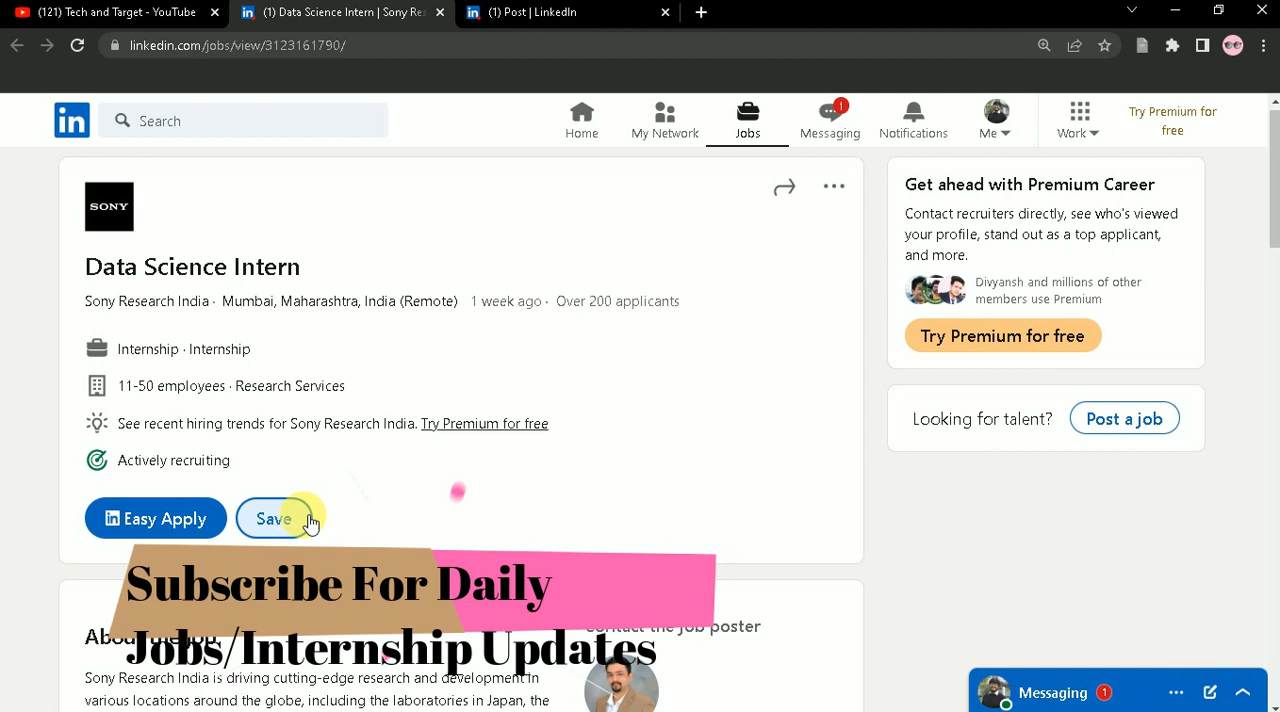 (121) Tech and Target - YouTube
(1) Data Science Intern | Sony Res
(1) Post | LinkedIn
linkedin.com/jobs/view/3123161790/
in
Search
Home
My Network
Jobs
1
Messaging
Notifications
Me
Work
Try Premium for
free
SONY
Data Science Intern
Sony Research India · Mumbai, Maharashtra, India (Remote) 1 week ago · Over 200 applicants
Internship · Internship
11-50 employees · Research Services
See recent hiring trends for Sony Research India. Try Premium for free
Actively recruiting
in Easy Apply
Save
Get ahead with Premium Career
Contact recruiters directly, see who's viewed
your profile, stand out as a top applicant,
and more.
Divyansh and millions of other
members use Premium
Try Premium for free
Looking for talent?
Post a job
Subscribe For Daily
Jobs/Internship Updates
About the job
Contact the job poster
Sony Research India is driving cutting-edge research and development in
various locations around the globe, including the laboratories in Japan, the
Messaging 1